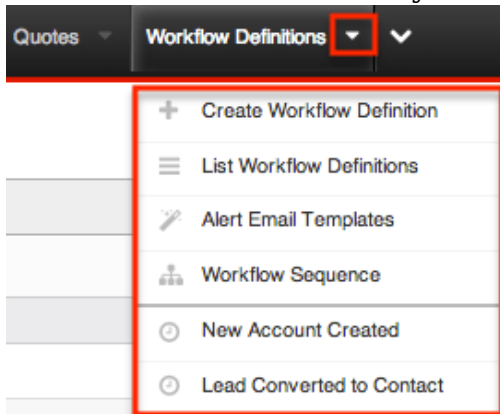 Quotes Workflow Definitions
Create Workflow Definition
List Workflow Definitions
Alert Email Templates
Workflow Sequence
New Account Created
Lead Converted to Contact